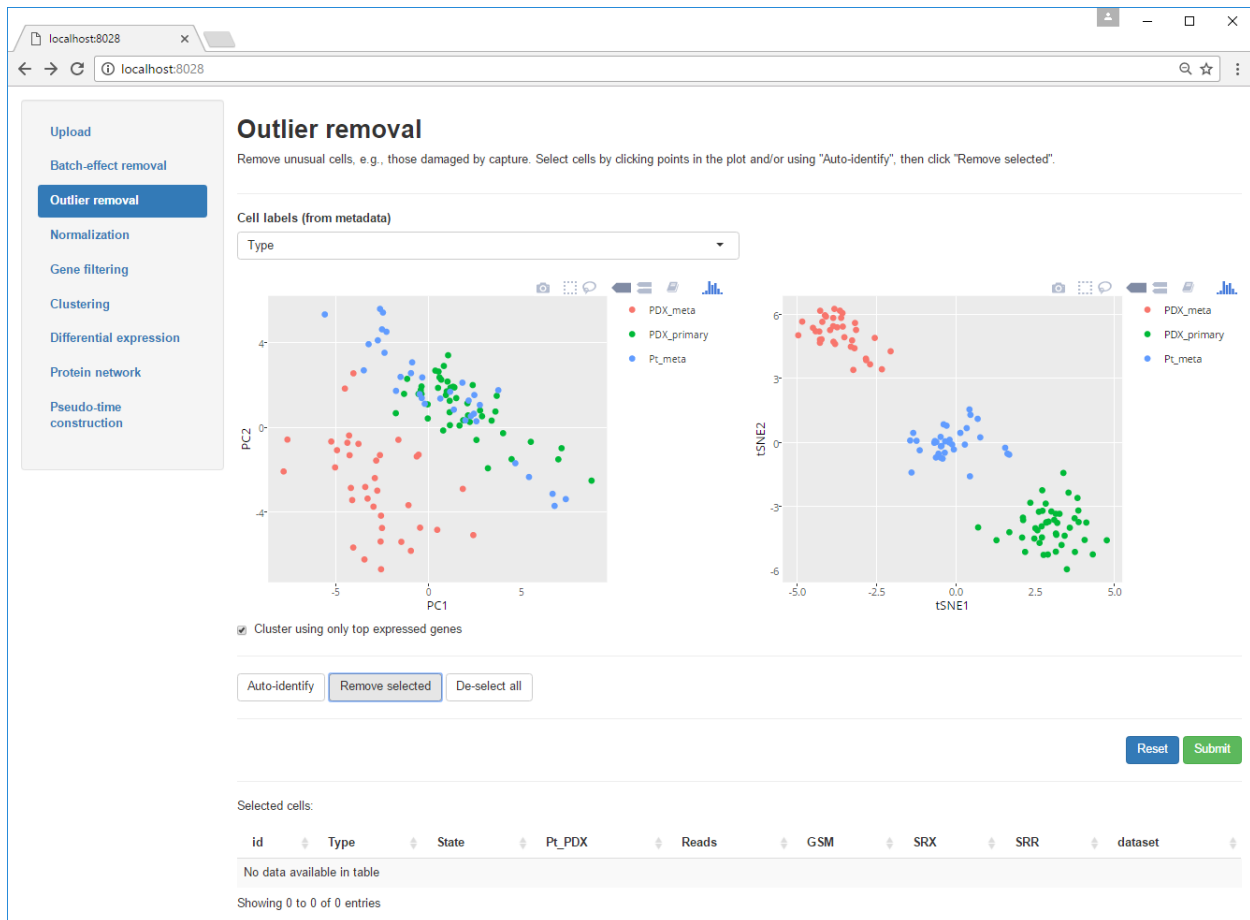 localhost:8028
localhost:8028
Upload
Batch-effect removal
Outlier removal
Normalization
Gene filtering
Clustering
Differential expression
Protein network
Pseudo-time
construction
Outlier removal
Remove unusual cells, e.g., those damaged by capture. Select cells by clicking points in the plot and/or using "Auto-identify", then click "Remove selected".
Cell labels (from metadata)
Type
PDX_meta
PDX_primary
Pt_meta
PC2
4
0
-4
-5
0
5
PC1
PDX_meta
PDX_primary
Pt_meta
tSNE2
6
3
0
-3
-6
-5.0
-2.5
0.0
2.5
5.0
tSNE1
Cluster using only top expressed genes
Auto-identify
Remove selected
De-select all
Reset
Submit
Selected cells:
id Type State Pt_PDX Reads GSM SRX SRR dataset
No data available in table
Showing 0 to 0 of 0 entries